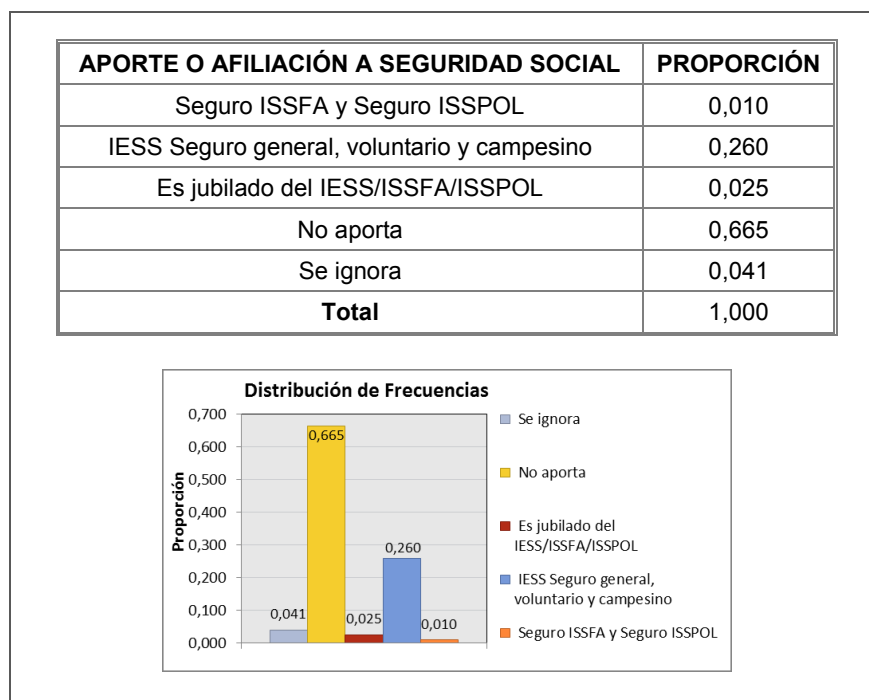 APORTE O AFILIACIÓN A SEGURIDAD SOCIAL PROPORCIÓN
Seguro ISSFA y Seguro ISSPOL 0,010
IESS Seguro general, voluntario y campesino 0,260
Es jubilado del IESS/ISSFA/ISSPOL 0,025
No aporta 0,665
Se ignora 0,041
Total 1,000
Distribución de Frecuencias
Proporción
0,700
0,600
0,500
0,400
0,300
0,200
0,100
0,000
0,041
0,665
0,025
0,260
0,010
Se ignora
No aporta
Es jubilado del
IESS/ISSFA/ISSPOL
IESS Seguro general,
voluntario y campesino
Seguro ISSFA y Seguro ISSPOL